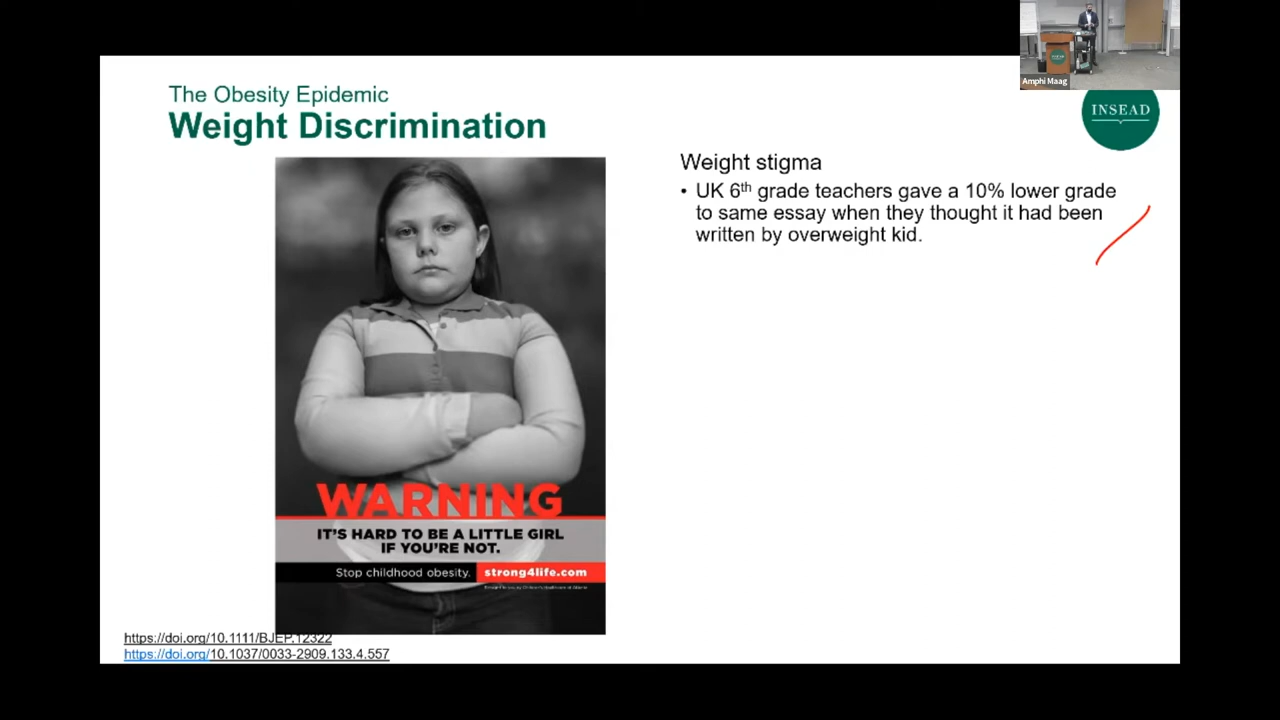 Amphi Maag
The Obesity Epidemic
Weight Discrimination
INSEAD
Weight stigma
• UK 6th grade teachers gave a 10% lower grade
to same essay when they thought it had been
written by overweight kid.
WARNING
IT'S HARD TO BE A LITTLE GIRL
IF YOU'RE NOT.
Stop childhood obesity. strong4life.com
https://doi.org/10.1111/BJEP.12322
https://doi.org/10.1037/0033-2909.133.4.557